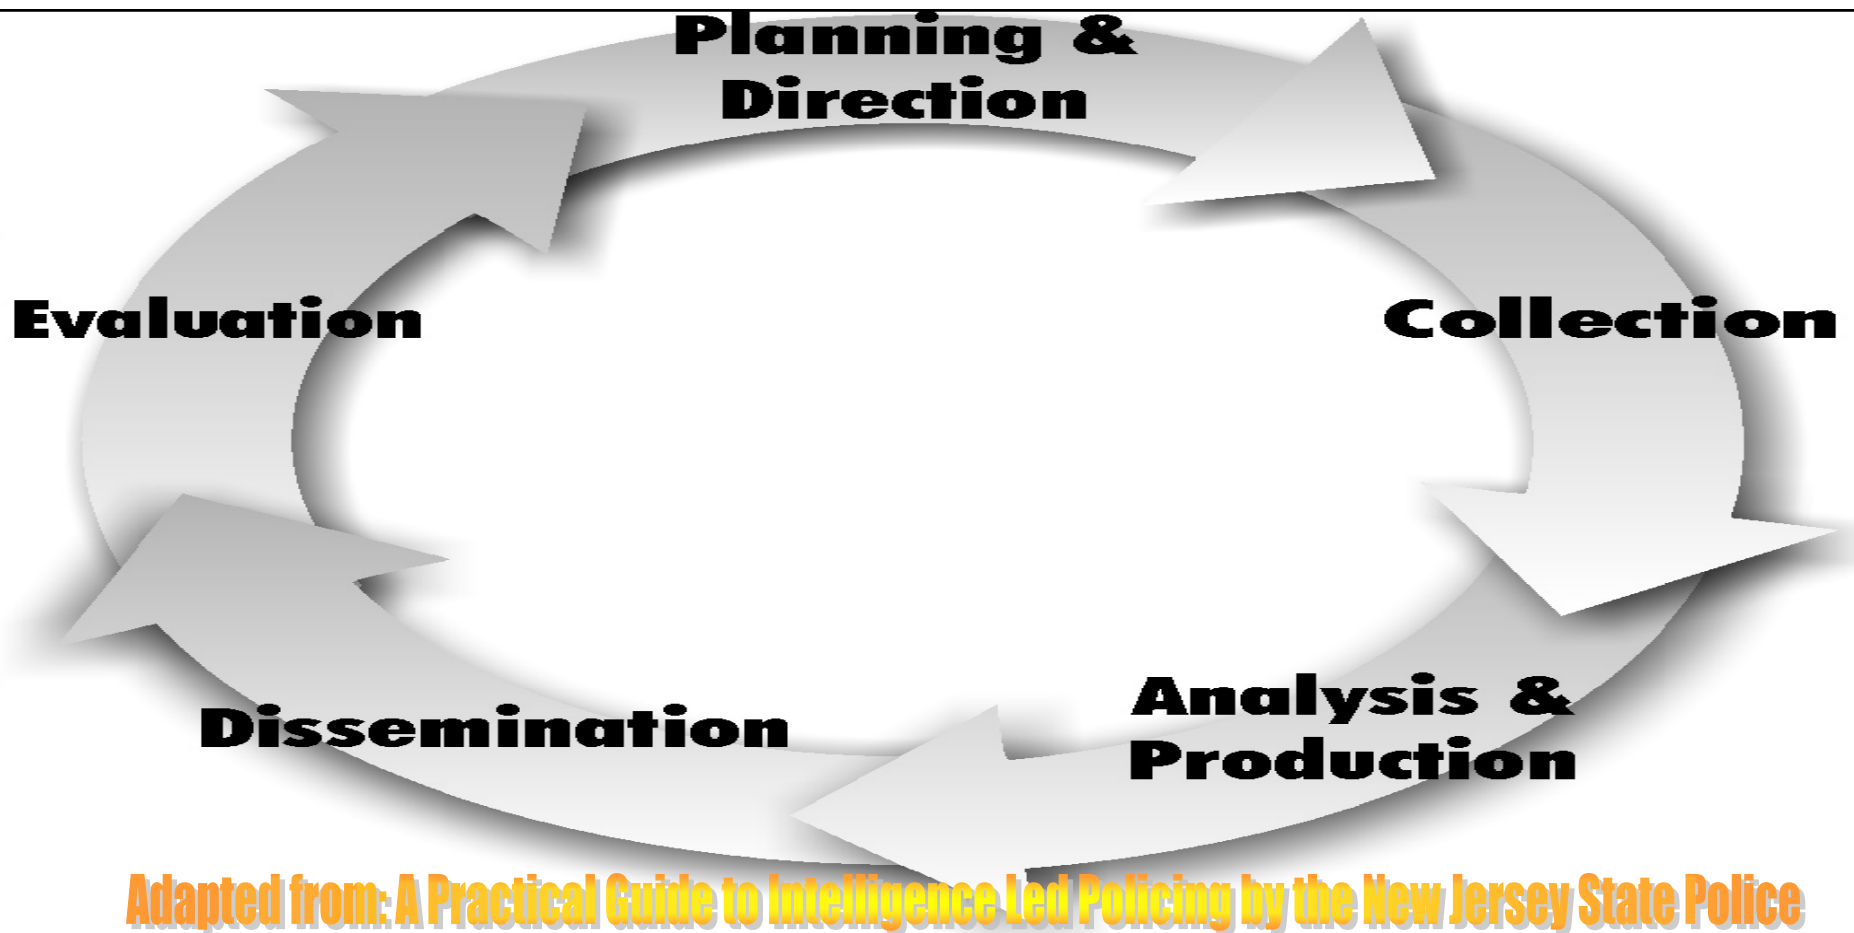 Planning &
Direction
Evaluation
Collection
Analysis &
Production
Dissemination
Adapted from: A Practical Guide to Intelligence Led Policing by the New Jersey State Police